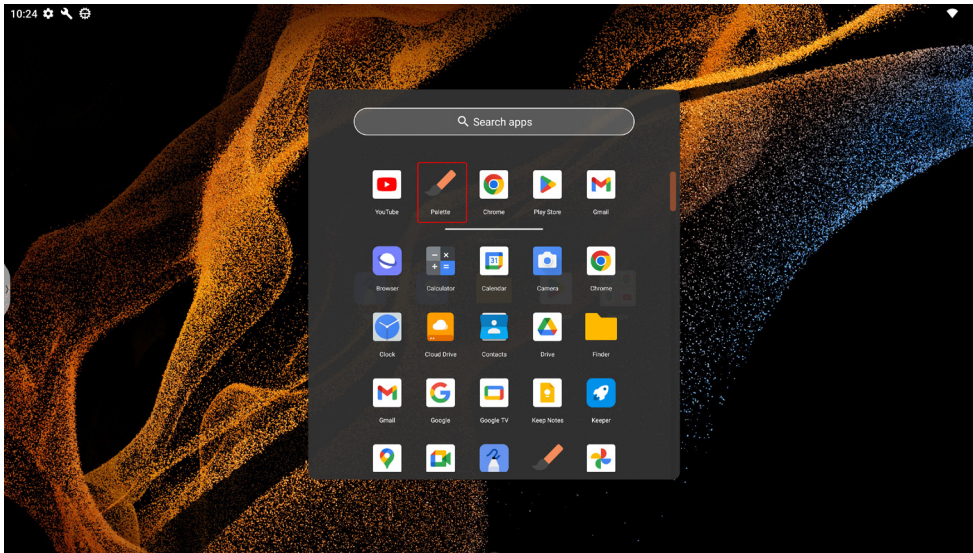 10:24
Search apps
YouTube Palette Chrome Play Store Gmail
Browser Calculator Calendar Camera Chrome
Clock Cloud Drive Contacts Drive Finder
Gmail Google Google TV Keep Notes Keeper